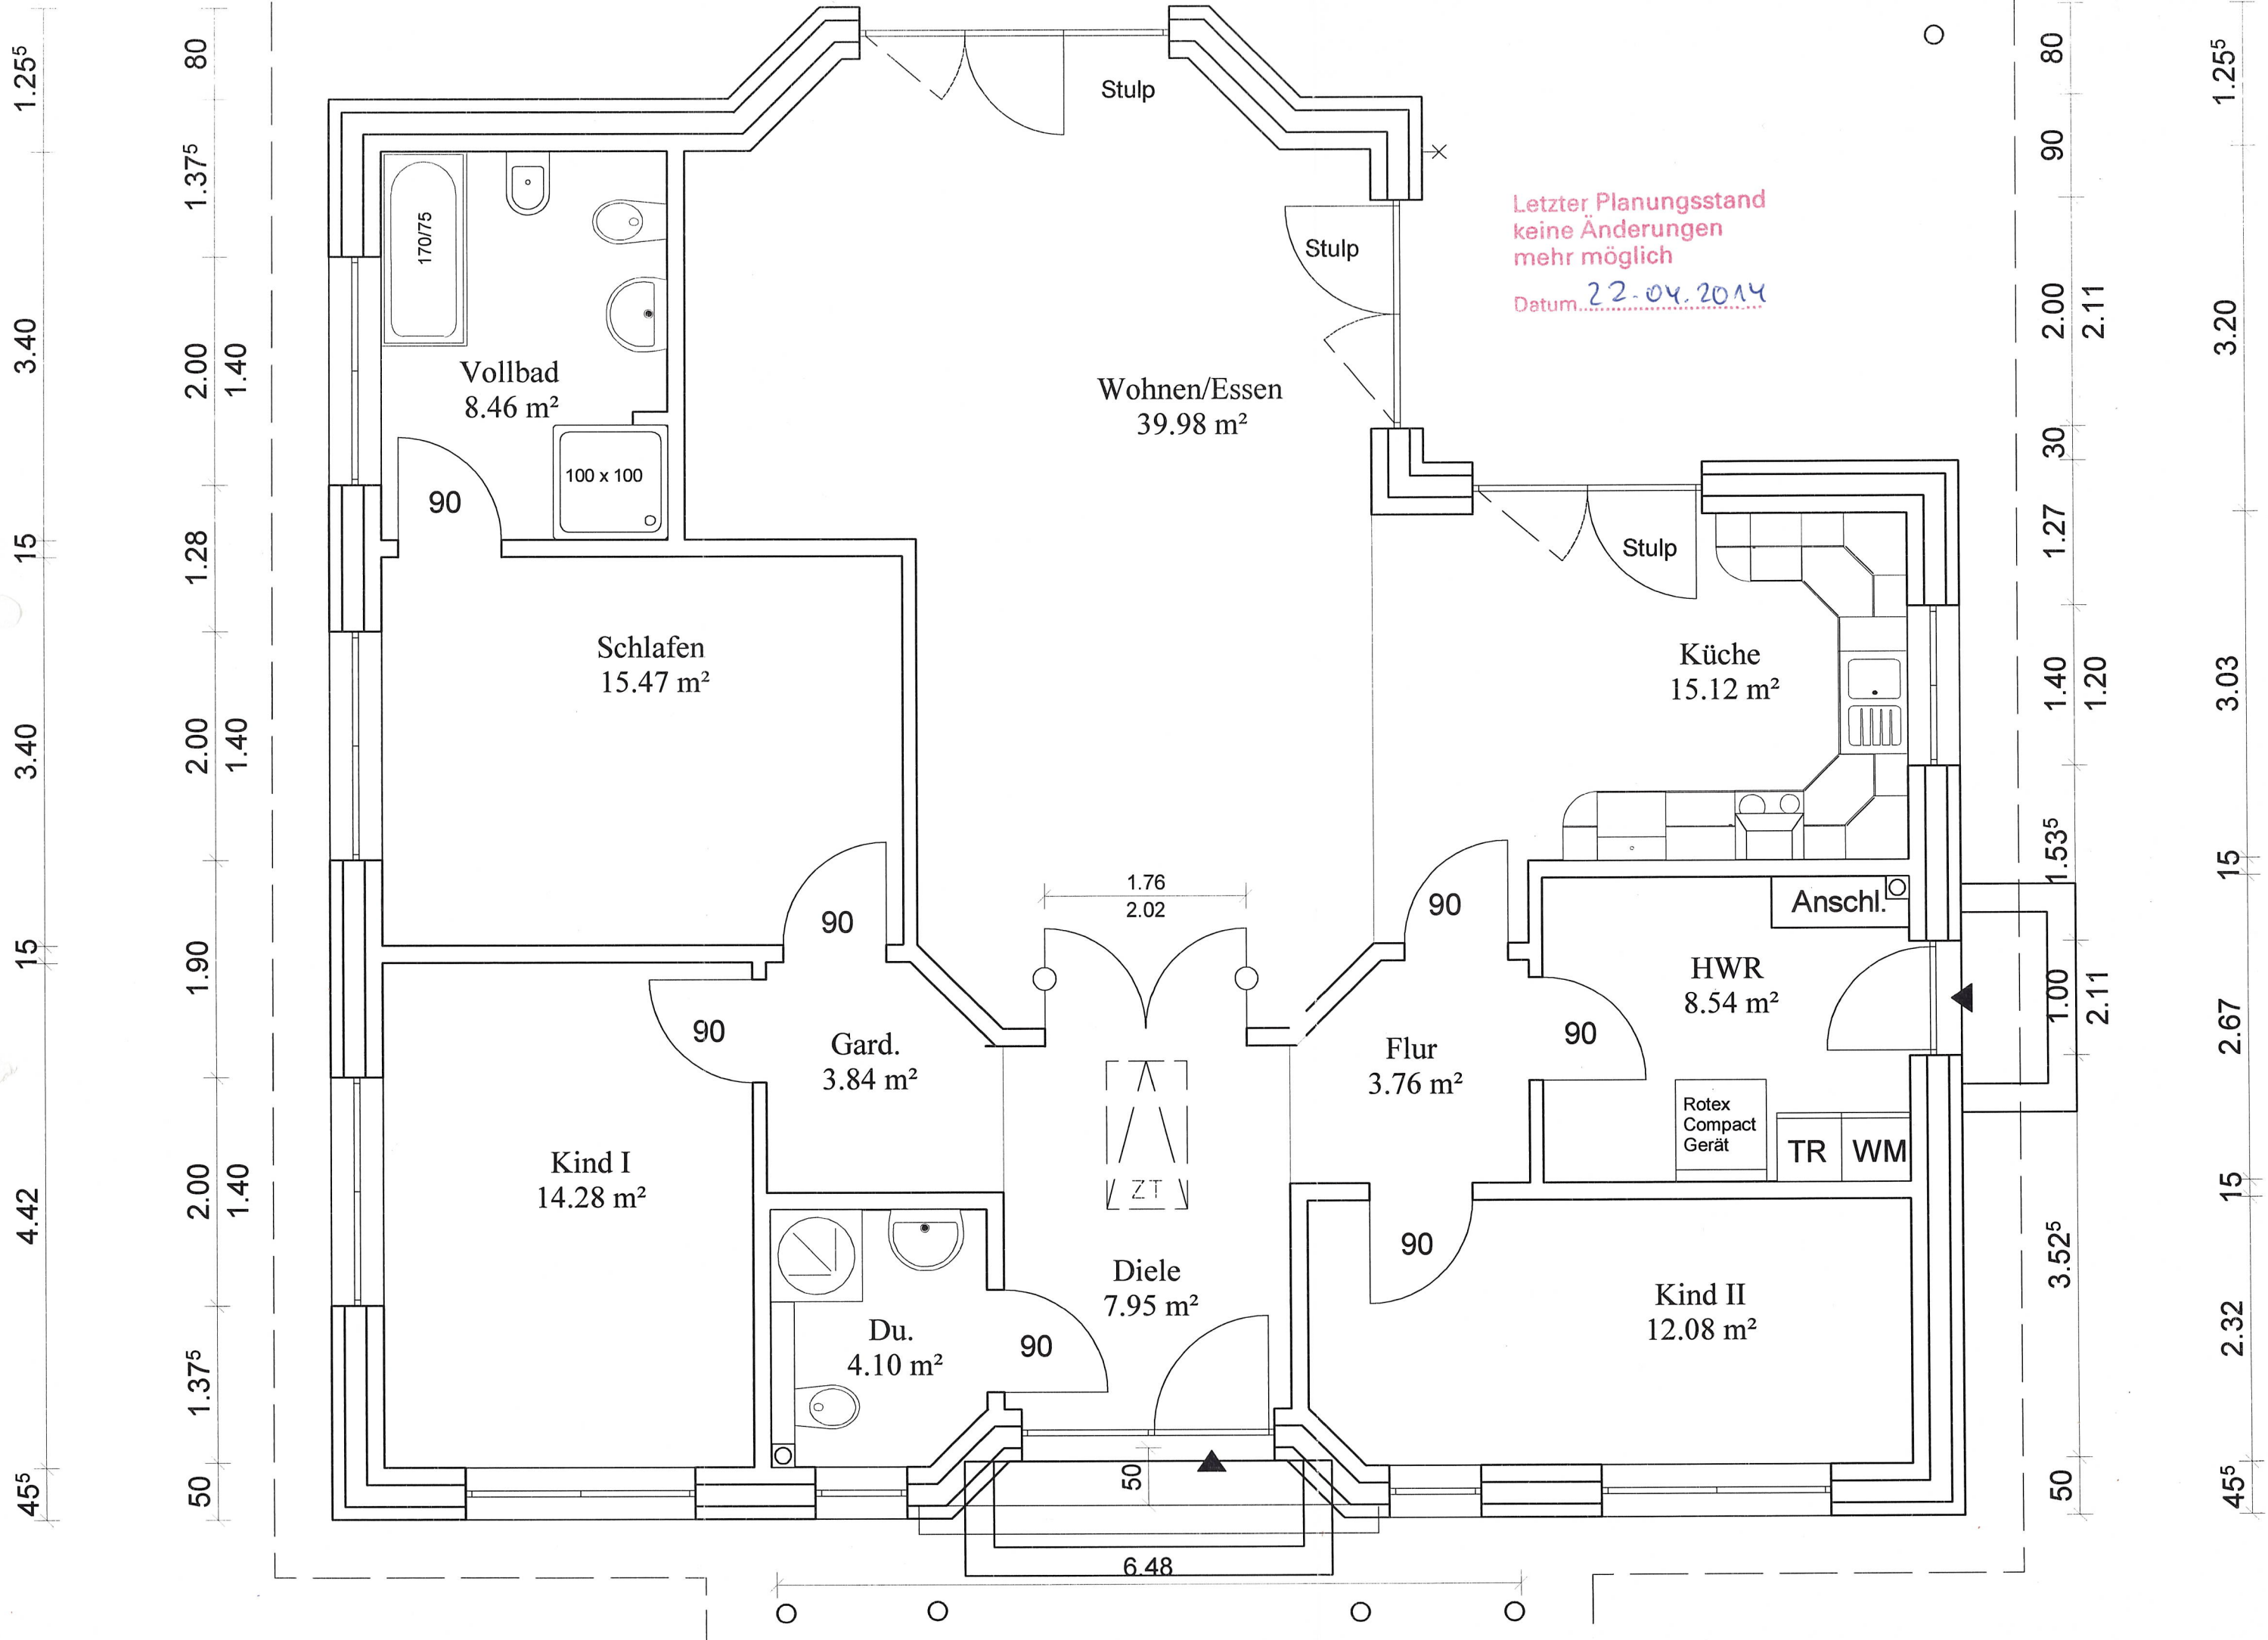 Stulp
Letzter Planungsstand
keine Änderungen
mehr möglich
Datum 22.04.2014
Stulp
170/75
Vollbad
8.46 m²
Wohnen/Essen
39.98 m²
100 x 100
90
Stulp
Schlafen
15.47 m²
Küche
15.12 m²
1.76
2.02
90
90
Anschl.
HWR
8.54 m²
90
Gard.
3.84 m²
Flur
3.76 m²
90
Rotex
Compact
Gerät
TR
WM
Kind I
14.28 m²
ZT
90
Diele
7.95 m²
Kind II
12.08 m²
Du.
4.10 m²
90
50
6.48
1.25⁵
3.40
15
3.40
15
4.42
45⁵
80
1.37⁵
2.00
1.40
1.28
2.00
1.40
1.90
2.00
1.40
1.37⁵
50
80
90
2.00
2.11
30
1.27
1.40
1.20
1.53⁵
1.00
2.11
3.52⁵
50
1.25⁵
3.20
3.03
15
2.67
15
2.32
45⁵